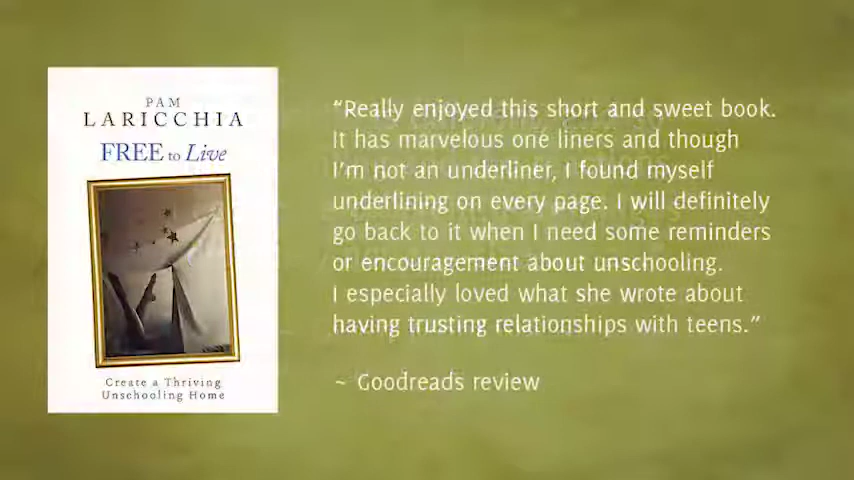 PAM
LARICCHIA
FREE to Live
Create a Thriving
Unschooling Home
“Really enjoyed this short and sweet book.
It has marvelous one liners and though
I’m not an underliner, I found myself
underlining on every page. I will definitely
go back to it when I need some reminders
or encouragement about unschooling.
I especially loved what she wrote about
having trusting relationships with teens.”
~ Goodreads review